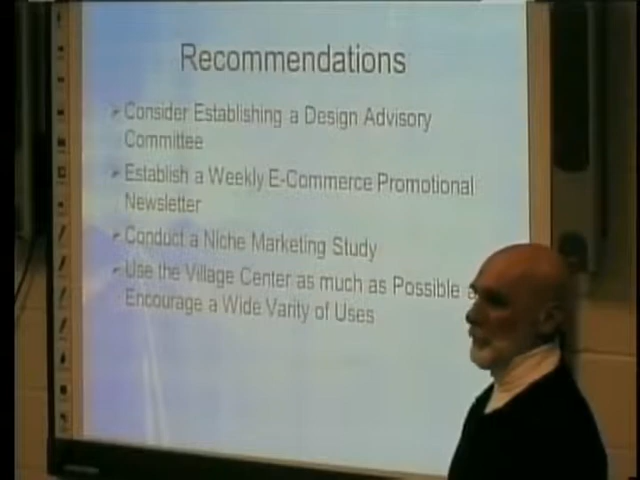 Recommendations
Consider Establishing a Design Advisory
Committee
Establish a Weekly E-Commerce Promotional
Newsletter
Conduct a Niche Marketing Study
Use the Village Center as much as Possible
Encourage a Wide Varity of Uses